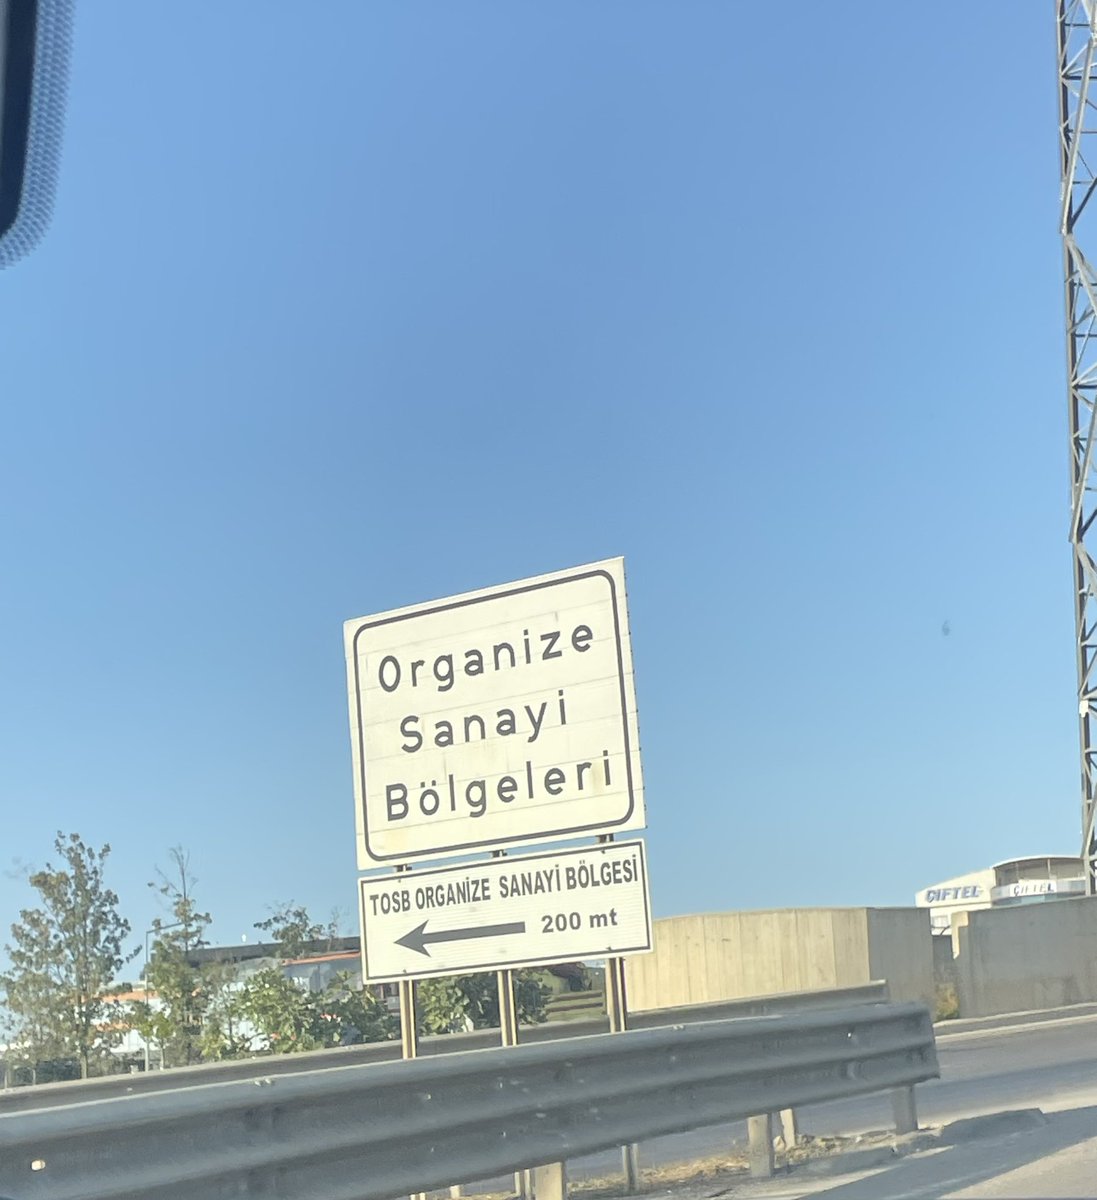 Organize
Sanayi
Bölgeleri
TOSB ORGANİZE SANAYİ BÖLGESİ
200 mt
ÇİFTEL
ÇİFTEL